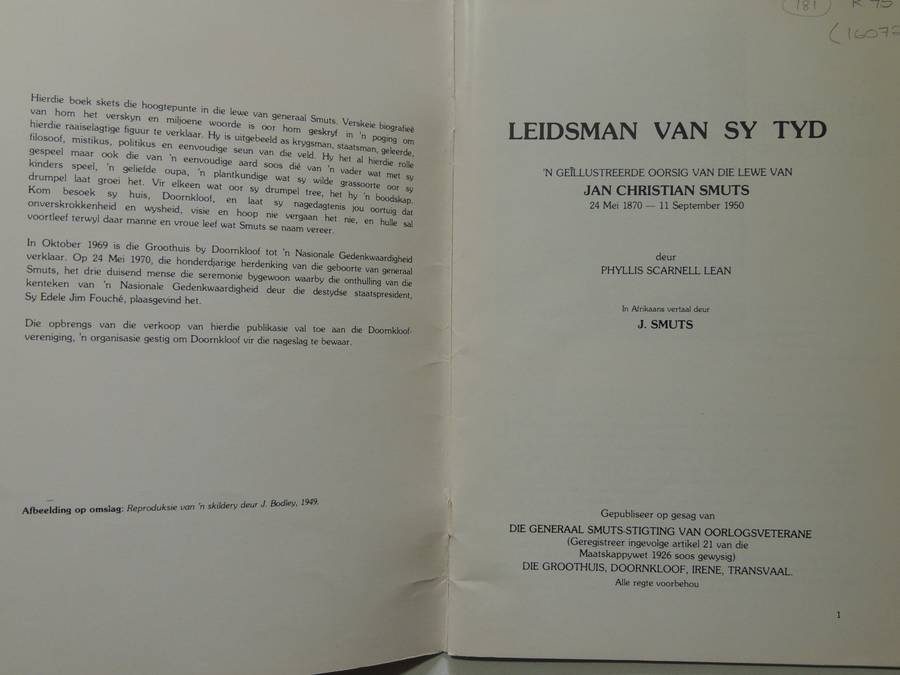 Hierdie boek skets die hoogtepunte in die lewe van generaal Smuts. Verskeie biografieë
van hom het verskyn en miljoene woorde is oor hom geskryf in 'n poging om
hierdie raaiselagtige figuur te verklaar. Hy is uitgebeeld as krygsman, staatsman, geleerde,
filosoof, mistikus, politikus en eenvoudige seun van die veld. Hy het al hierdie rolle
gespeel maar ook die van 'n eenvoudige aard soos dié van 'n vader wat met sy
kinders speel, 'n geliefde oupa, 'n plantkundige wat sy wilde grassoorte oor sy
drumpel laat groei het. Vir elkeen wat oor sy drumpel tree, het hy 'n boodskap.
Kom besoek sy huis, Doornkloof, en laat sy nagedagtenis jou oortuig dat
onverskrokkenheid en wysheid, visie en hoop nie vergaan het nie, en hulle sal
voortleef terwyl daar manne en vroue leef wat Smuts se naam vereer.
In Oktober 1969 is die Groothuis by Doornkloof tot 'n Nasionale Gedenkwaardigheid
verklaar. Op 24 Mei 1970, die honderdjarige herdenking van die geboorte van generaal
Smuts, het drie duisend mense die seremonie bygewoon waarby die onthulling van die
kenteken van 'n Nasionale Gedenkwaardigheid deur die destydse staatspresident,
Sy Edele Jim Fouché, plaasgevind het.
Die opbrengs van die verkoop van hierdie publikasie val toe aan die Doornkloof-
vereniging, 'n organisasie gestig om Doornkloof vir die nageslag te bewaar.
Afbeelding op omslag: Reproduksie van 'n skildery deur J. Bodley, 1949.
181
LEIDSMAN VAN SY TYD
'N GEÏLLUSTREERDE OORSIG VAN DIE LEWE VAN
JAN CHRISTIAN SMUTS
24 Mei 1870 — 11 September 1950
deur
PHYLLIS SCARNELL LEAN
In Afrikaans vertaal deur
J. SMUTS
Gepubliseer op gesag van
DIE GENERAAL SMUTS-STIGTING VAN OORLOGSVETERANE
(Geregistreer ingevolge artikel 21 van die
Maatskappywet 1926 soos gewysig)
DIE GROOTHUIS, DOORNKLOOF, IRENE, TRANSVAAL.
Alle regte voorbehou
1